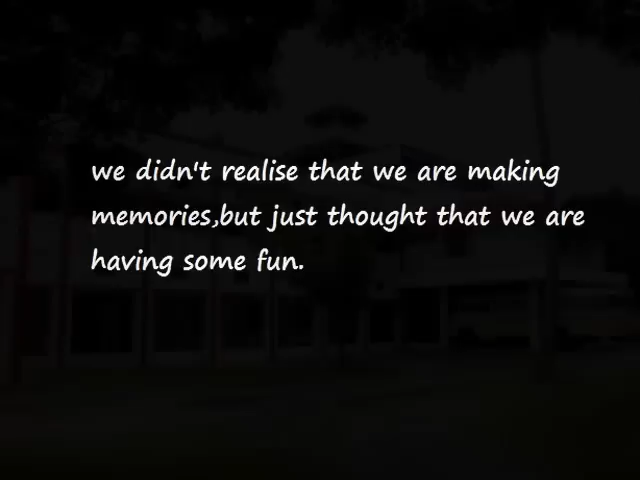 we didn't realise that we are making
memories,but just thought that we are
having some fun.